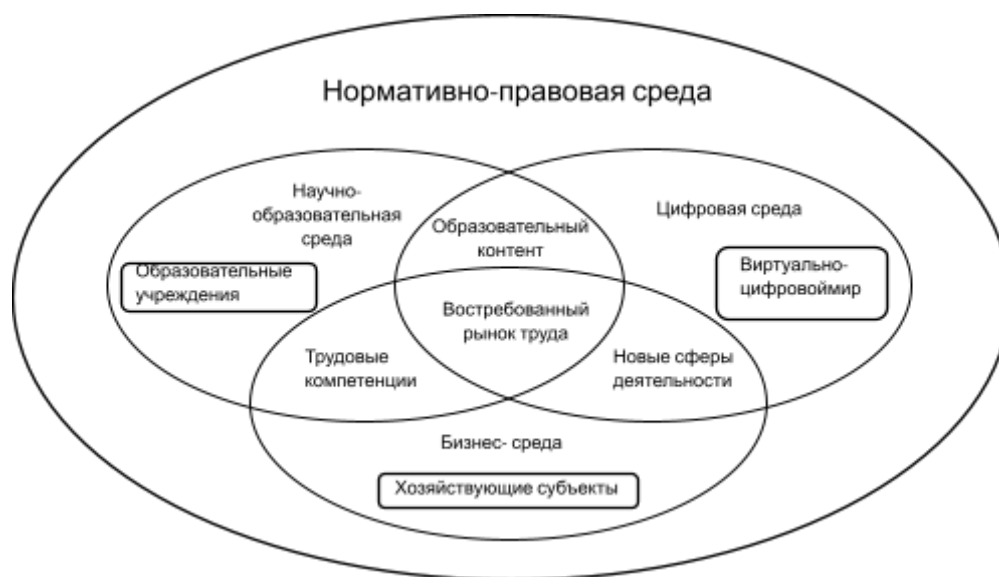 Нормативно-правовая среда
Научно-
образовательная
среда
Образовательные
учреждения
Образовательный
контент
Цифровая среда
Виртуально-
цифровоймир
Востребованный
рынок труда
Трудовые
компетенции
Новые сферы
деятельности
Бизнес- среда
Хозяйствующие субъекты